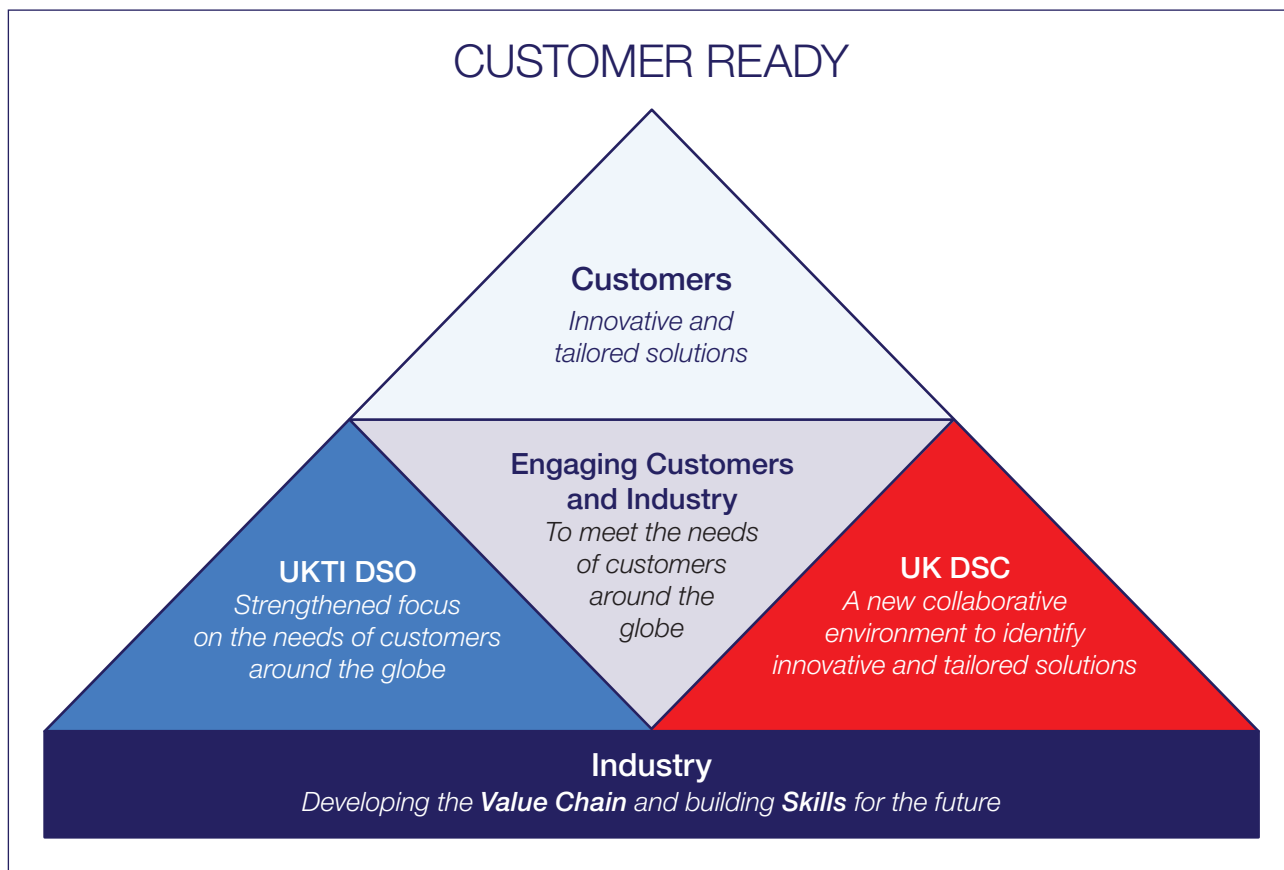 CUSTOMER READY
Customers
Innovative and
tailored solutions
Engaging Customers
and Industry
To meet the needs
of customers
around the
globe
UKTI DSO
Strengthened focus
on the needs of customers
around the globe
UK DSC
A new collaborative
environment to identify
innovative and tailored solutions
Industry
Developing the Value Chain and building Skills for the future